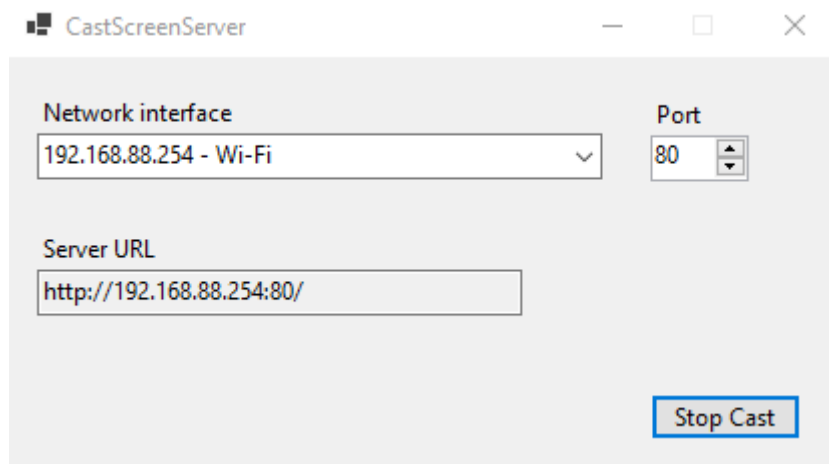 CastScreenServer
Network interface
Port
192.168.88.254 - Wi-Fi
80
Server URL
http://192.168.88.254:80/
Stop Cast